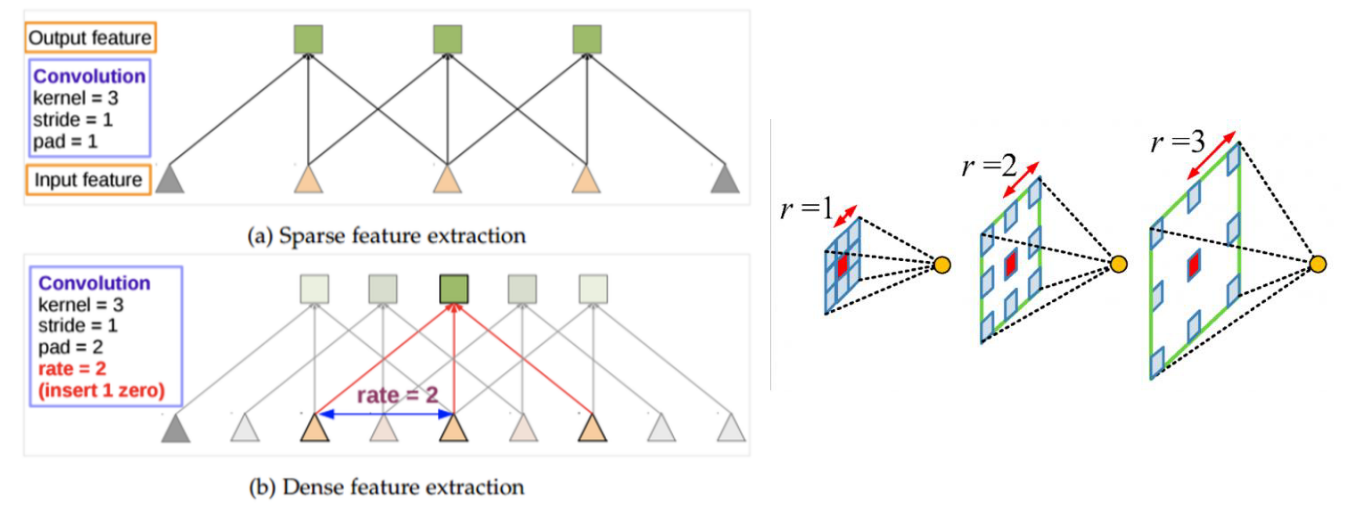 Output feature
Convolution
kernel = 3
stride = 1
pad = 1
Input feature
(a) Sparse feature extraction
Convolution
kernel = 3
stride = 1
pad = 2
rate = 2
(insert 1 zero)
rate = 2
(b) Dense feature extraction
r =1
r =2
r =3